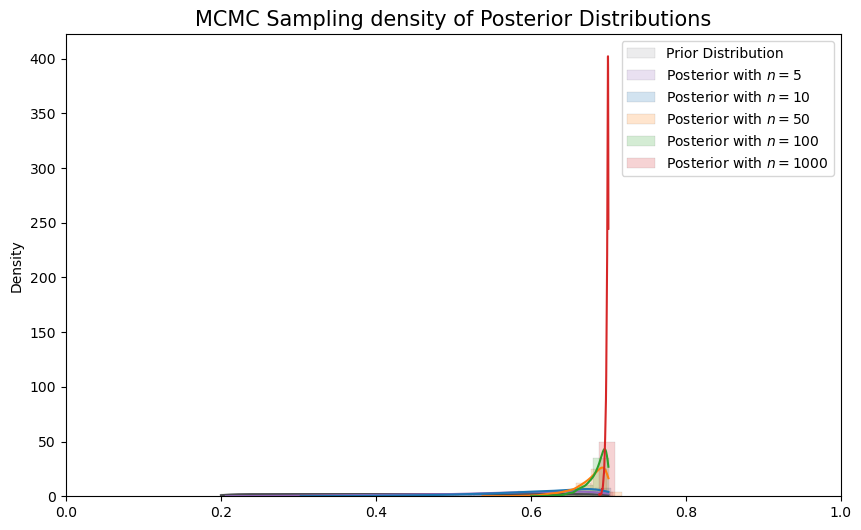 MCMC Sampling density of Posterior Distributions
400
350
300
250
200
150
100
50
0
Density
0.0 0.2 0.4 0.6 0.8 1.0
Prior Distribution
Posterior with n = 5
Posterior with n = 10
Posterior with n = 50
Posterior with n = 100
Posterior with n = 1000